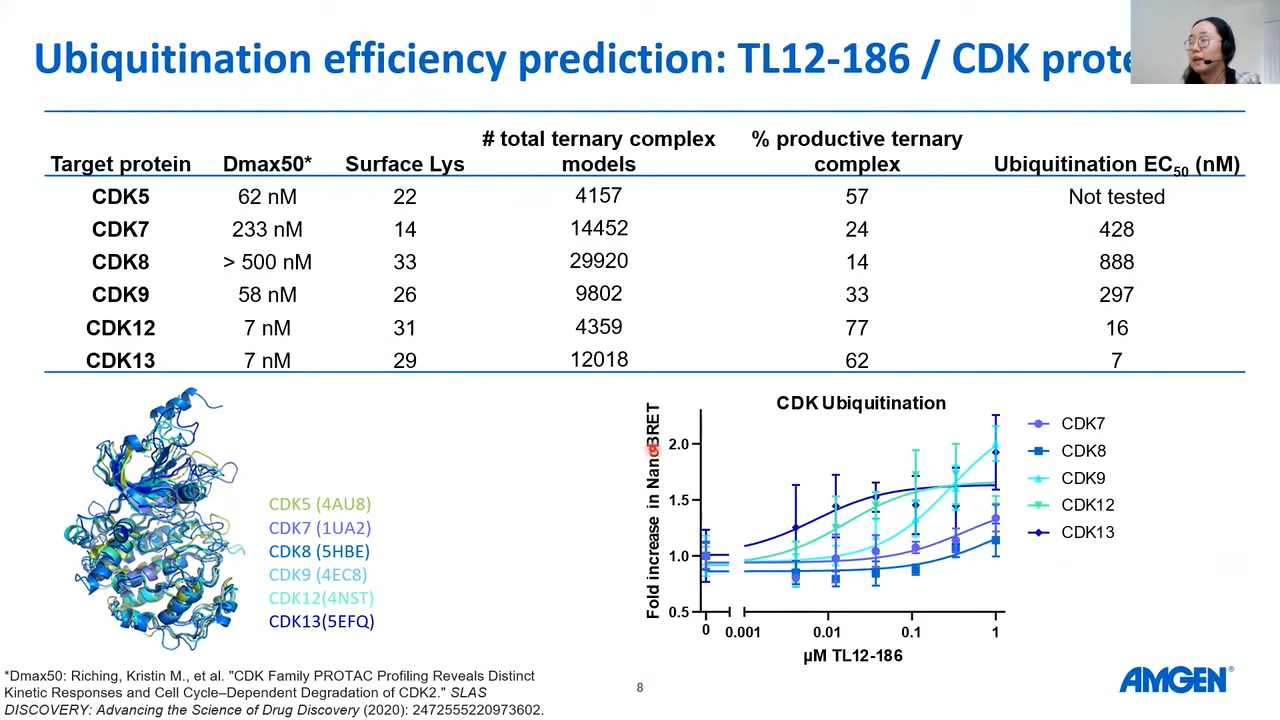 Ubiquitination efficiency prediction: TL12-186 / CDK prote
Target protein Dmax50* Surface Lys # total ternary complex models % productive ternary complex Ubiquitination EC50 (nM)
CDK5 62 nM 22 4157 57 Not tested
CDK7 233 nM 14 14452 24 428
CDK8 > 500 nM 33 29920 14 888
CDK9 58 nM 26 9802 33 297
CDK12 7 nM 31 4359 77 16
CDK13 7 nM 29 12018 62 7
CDK5 (4AU8)
CDK7 (1UA2)
CDK8 (5HBE)
CDK9 (4EC8)
CDK12(4NST)
CDK13(5EFQ)
CDK Ubiquitination
Fold increase in NanoBRET
2.0
1.5
1.0
0.5
0 0.001 0.01 0.1 1
µM TL12-186
CDK7
CDK8
CDK9
CDK12
CDK13
*Dmax50: Riching, Kristin M., et al. "CDK Family PROTAC Profiling Reveals Distinct
Kinetic Responses and Cell Cycle–Dependent Degradation of CDK2." SLAS
DISCOVERY: Advancing the Science of Drug Discovery (2020): 2472555220973602.
8
AMGEN®